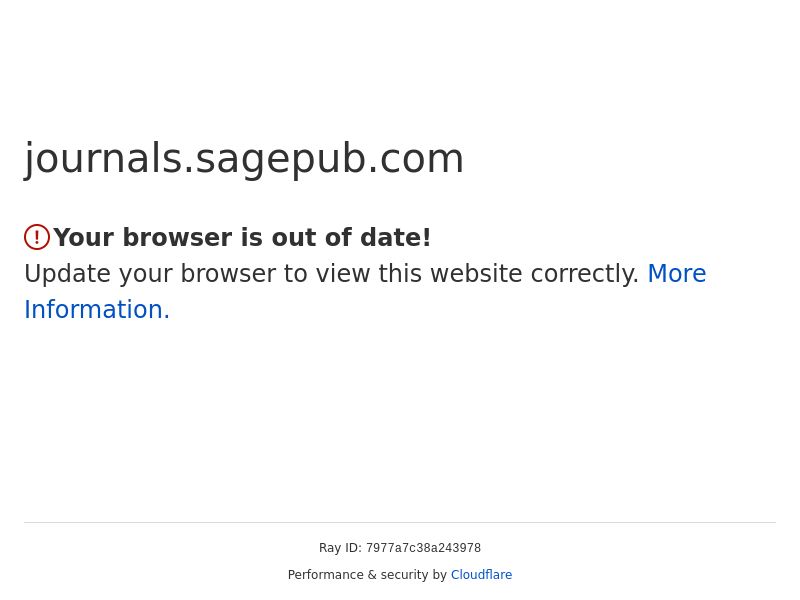 journals.sagepub.com
Your browser is out of date!
Update your browser to view this website correctly. More
Information.
Ray ID: 7977a7c38a243978
Performance & security by Cloudflare